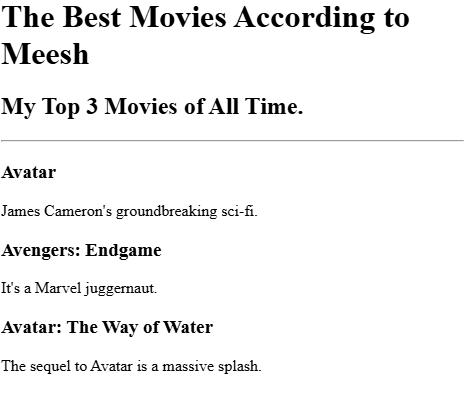 The Best Movies According to
Meesh
My Top 3 Movies of All Time.
Avatar
James Cameron's groundbreaking sci-fi.
Avengers: Endgame
It's a Marvel juggernaut.
Avatar: The Way of Water
The sequel to Avatar is a massive splash.